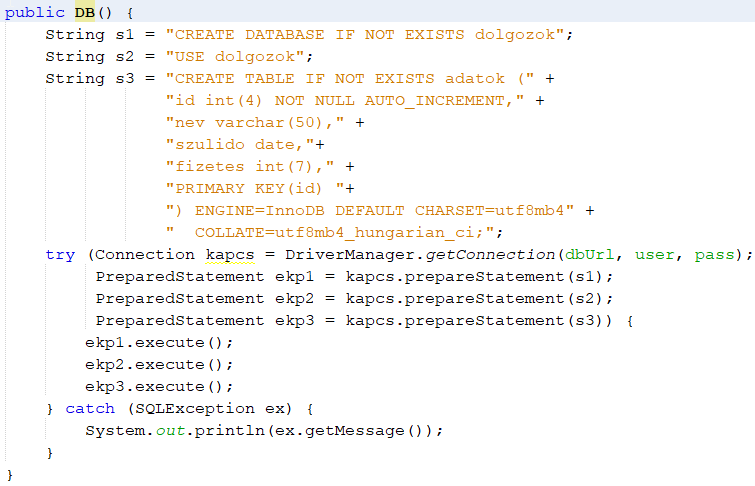 public DB() {
    String s1 = "CREATE DATABASE IF NOT EXISTS dolgozok";
    String s2 = "USE dolgozok";
    String s3 = "CREATE TABLE IF NOT EXISTS adatok (" +
                "id int(4) NOT NULL AUTO_INCREMENT," +
                "nev varchar(50)," +
                "szulido date,"+
                "fizetes int(7)," +
                "PRIMARY KEY(id) "+
                ") ENGINE=InnoDB DEFAULT CHARSET=utf8mb4" +
                "  COLLATE=utf8mb4_hungarian_ci;";
    try (Connection kapcs = DriverManager.getConnection(dbUrl, user, pass);
         PreparedStatement ekp1 = kapcs.prepareStatement(s1);
         PreparedStatement ekp2 = kapcs.prepareStatement(s2);
         PreparedStatement ekp3 = kapcs.prepareStatement(s3)) {
        ekp1.execute();
        ekp2.execute();
        ekp3.execute();
    } catch (SQLException ex) {
        System.out.println(ex.getMessage());
    }
}